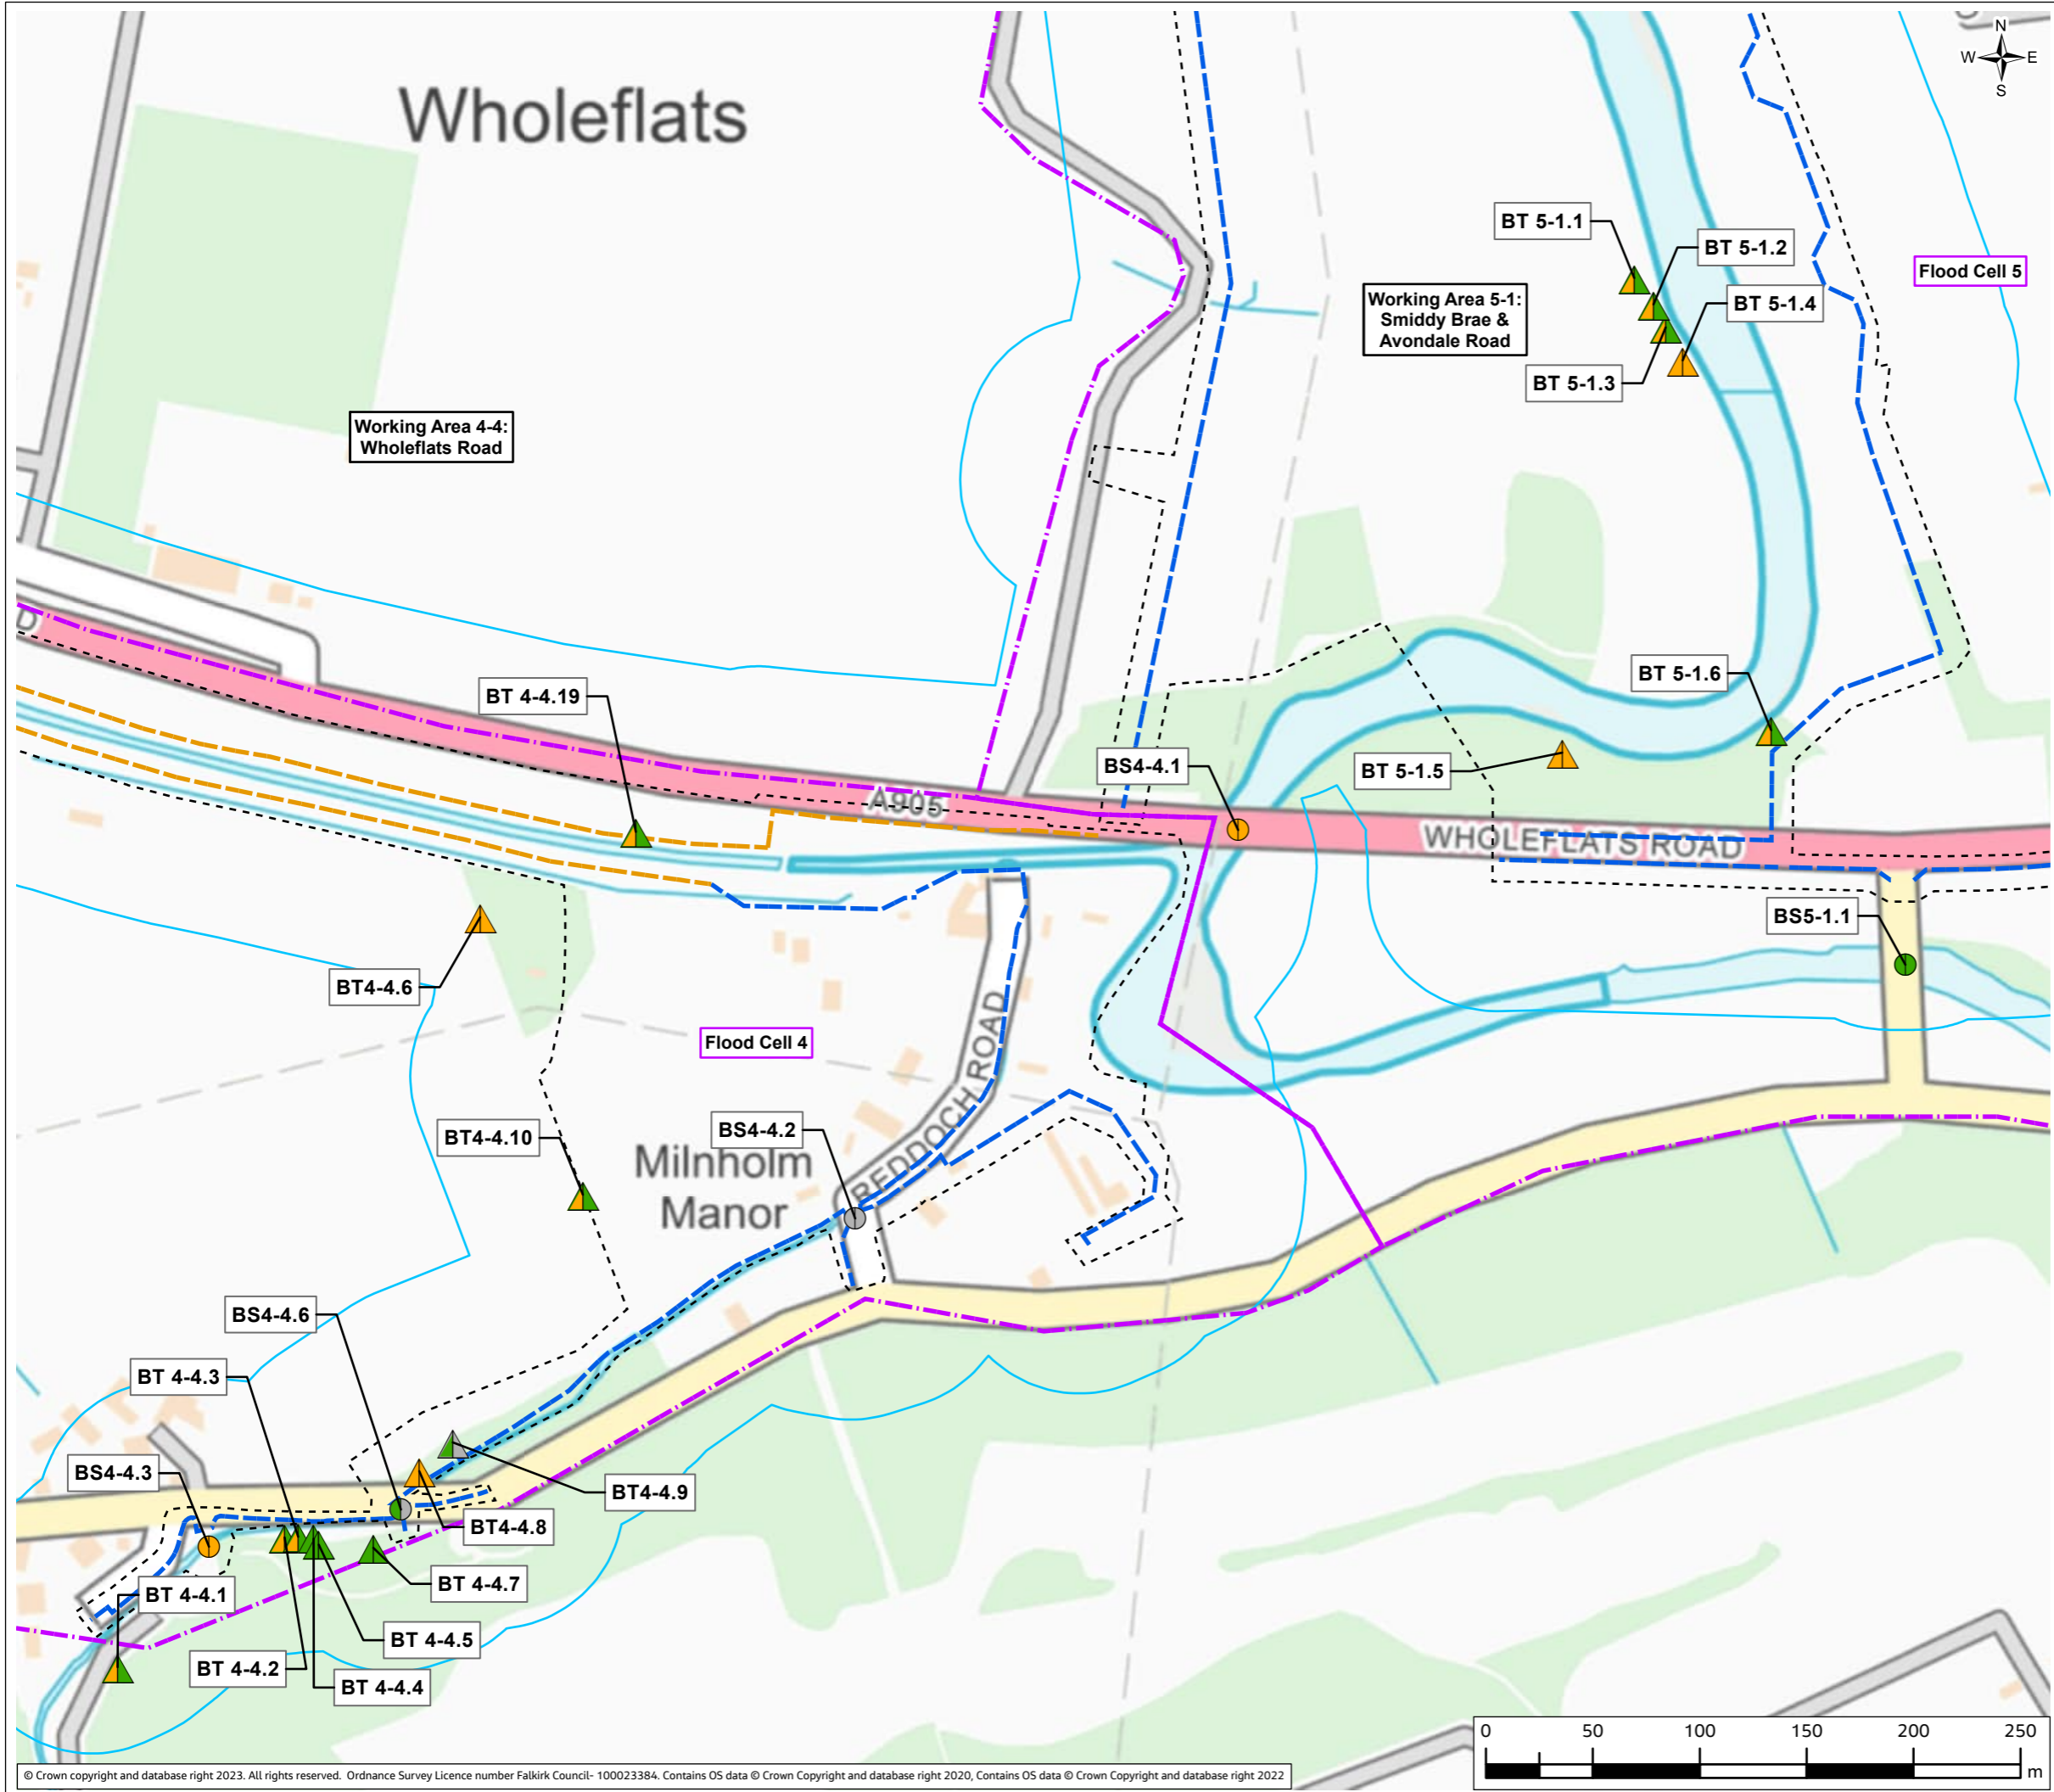 N
W E
S
Wholeflats
BT 5-1.1
BT 5-1.2
Flood Cell 5
BT 5-1.4
Working Area 5-1:
Smiddy Brae &
Avondale Road
BT 5-1.3
Working Area 4-4:
Wholeflats Road
D
BT 5-1.6
BT 4-4.19
BS4-4.1
BT 5-1.5
A905
WHOLEFLATS ROAD
BS5-1.1
BT4-4.6
Flood Cell 4
REDDOCH ROAD
BS4-4.2
BT4-4.10
Milnholm
Manor
BS4-4.6
BT 4-4.3
BS4-4.3
BT4-4.9
BT4-4.8
BT 4-4.7
BT 4-4.1
BT 4-4.5
BT 4-4.2
BT 4-4.4
0 50 100 150 200 250
m
© Crown copyright and database right 2023. All rights reserved. Ordnance Survey Licence number Falkirk Council- 100023384. Contains OS data © Crown Copyright and database right 2020, Contains OS data © Crown Copyright and database right 2022